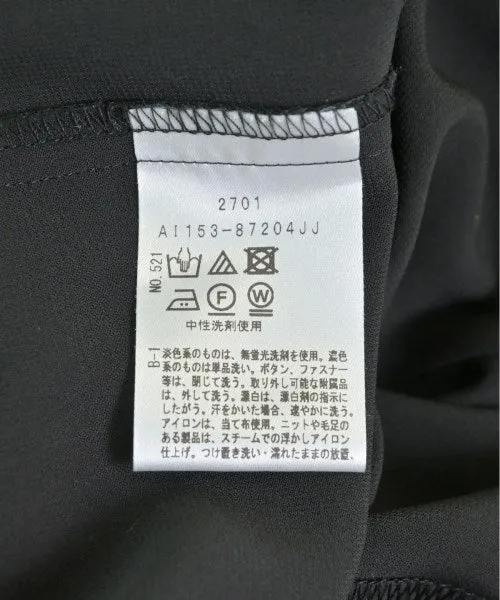 2701
AI153-87204JJ
NO.521
F
W
中性洗剤使用
B-1
淡色系のものは、無蛍光洗剤を使用。濃色
系のものは単品洗い。ボタン、ファスナー
等は、閉じて洗う。取り外し可能な附属品
は、外して洗う。漂白は、漂白剤の指示に
したがう。汗をかいた場合、速やかに洗う。
アイロンは、当て布使用。ニットや毛足の
ある製品は、スチームでの浮かしアイロン
仕上げ。つけ置き洗い・濡れたままの放置、